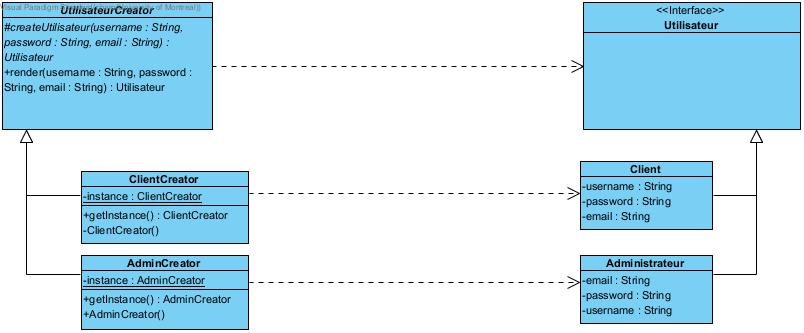 Visual Paradigm
of Montreal))
UtilisateurCreator
#createUtilisateur(username : String,
password : String, email : String) :
Utilisateur
+render(username : String, password :
String, email : String) : Utilisateur
<<Interface>>
Utilisateur
ClientCreator
-instance : ClientCreator
+getInstance() : ClientCreator
-ClientCreator()
Client
-username : String
-password : String
-email : String
AdminCreator
-instance : AdminCreator
+getInstance() : AdminCreator
+AdminCreator()
Administrateur
-email : String
-password : String
-username : String